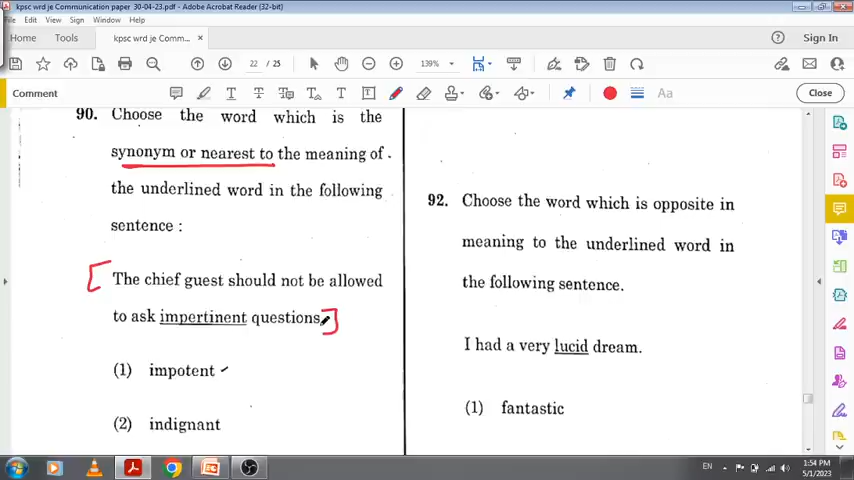 kpsc wrd je Communication paper 30-04-23.pdf - Adobe Acrobat Reader (32-bit)
File Edit View Sign Window Help
Home Tools kpsc wrd je Comm... × Sign In
22 / 25 139%
Comment Close
90. Choose the word which is the
synonym or nearest to the meaning of
the underlined word in the following
sentence :
The chief guest should not be allowed
to ask impertinent questions
(1) impotent
(2) indignant
92. Choose the word which is opposite in
meaning to the underlined word in
the following sentence.
I had a very lucid dream.
(1) fantastic
EN 1:54 PM
5/1/2023